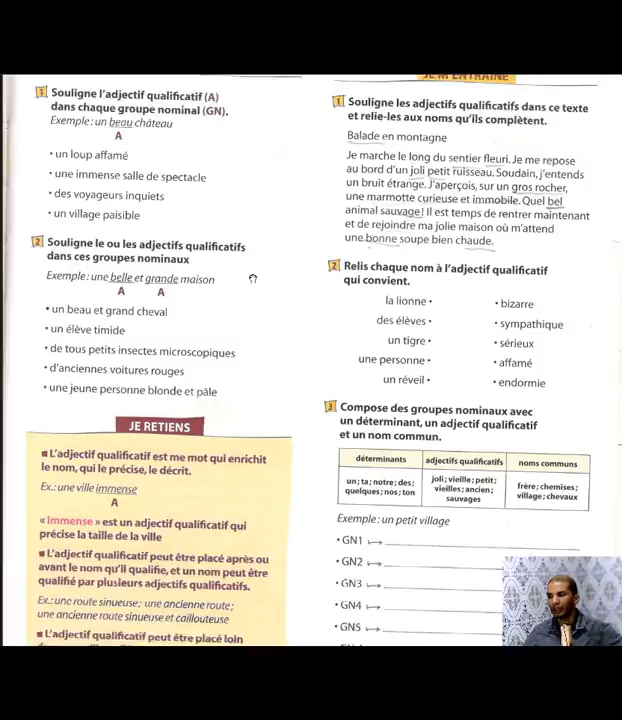 1 Souligne l'adjectif qualificatif (A)
dans chaque groupe nominal (GN).
Exemple : un beau château
A
• un loup affamé
• une immense salle de spectacle
• des voyageurs inquiets
• un village paisible
2 Souligne le ou les adjectifs qualificatifs
dans ces groupes nominaux
Exemple : une belle et grande maison
A A
• un beau et grand cheval
• un élève timide
• de tous petits insectes microscopiques
• d'anciennes voitures rouges
• une jeune personne blonde et pâle
JE RETIENS
■ L'adjectif qualificatif est me mot qui enrichit
le nom, qui le précise, le décrit.
Ex.: une ville immense
A
« Immense » est un adjectif qualificatif qui
précise la taille de la ville
■ L'adjectif qualificatif peut être placé après ou
avant le nom qu'il qualifie, et un nom peut être
qualifié par plusieurs adjectifs qualificatifs.
Ex.: une route sinueuse; une ancienne route;
une ancienne route sinueuse et caillouteuse
■ L'adjectif qualificatif peut être placé loin
JE M'ENTRAINE
1 Souligne les adjectifs qualificatifs dans ce texte
et relie-les aux noms qu'ils complètent.
Balade en montagne
Je marche le long du sentier fleuri. Je me repose
au bord d'un joli petit ruisseau. Soudain, j'entends
un bruit étrange. J'aperçois, sur un gros rocher,
une marmotte curieuse et immobile. Quel bel
animal sauvage! Il est temps de rentrer maintenant
et de rejoindre ma jolie maison où m'attend
une bonne soupe bien chaude.
2 Relis chaque nom à l'adjectif qualificatif
qui convient.
la lionne • • bizarre
des élèves • • sympathique
un tigre • • sérieux
une personne • • affamé
un réveil • • endormie
3 Compose des groupes nominaux avec
un déterminant, un adjectif qualificatif
et un nom commun.
déterminants adjectifs qualificatifs noms communs
un; ta; notre; des; joli; vieille; petit; frère; chemises;
quelques; nos; ton vieilles; ancien; village; chevaux
sauvages
Exemple : un petit village
• GN1
• GN2
• GN3
• GN4
• GN5